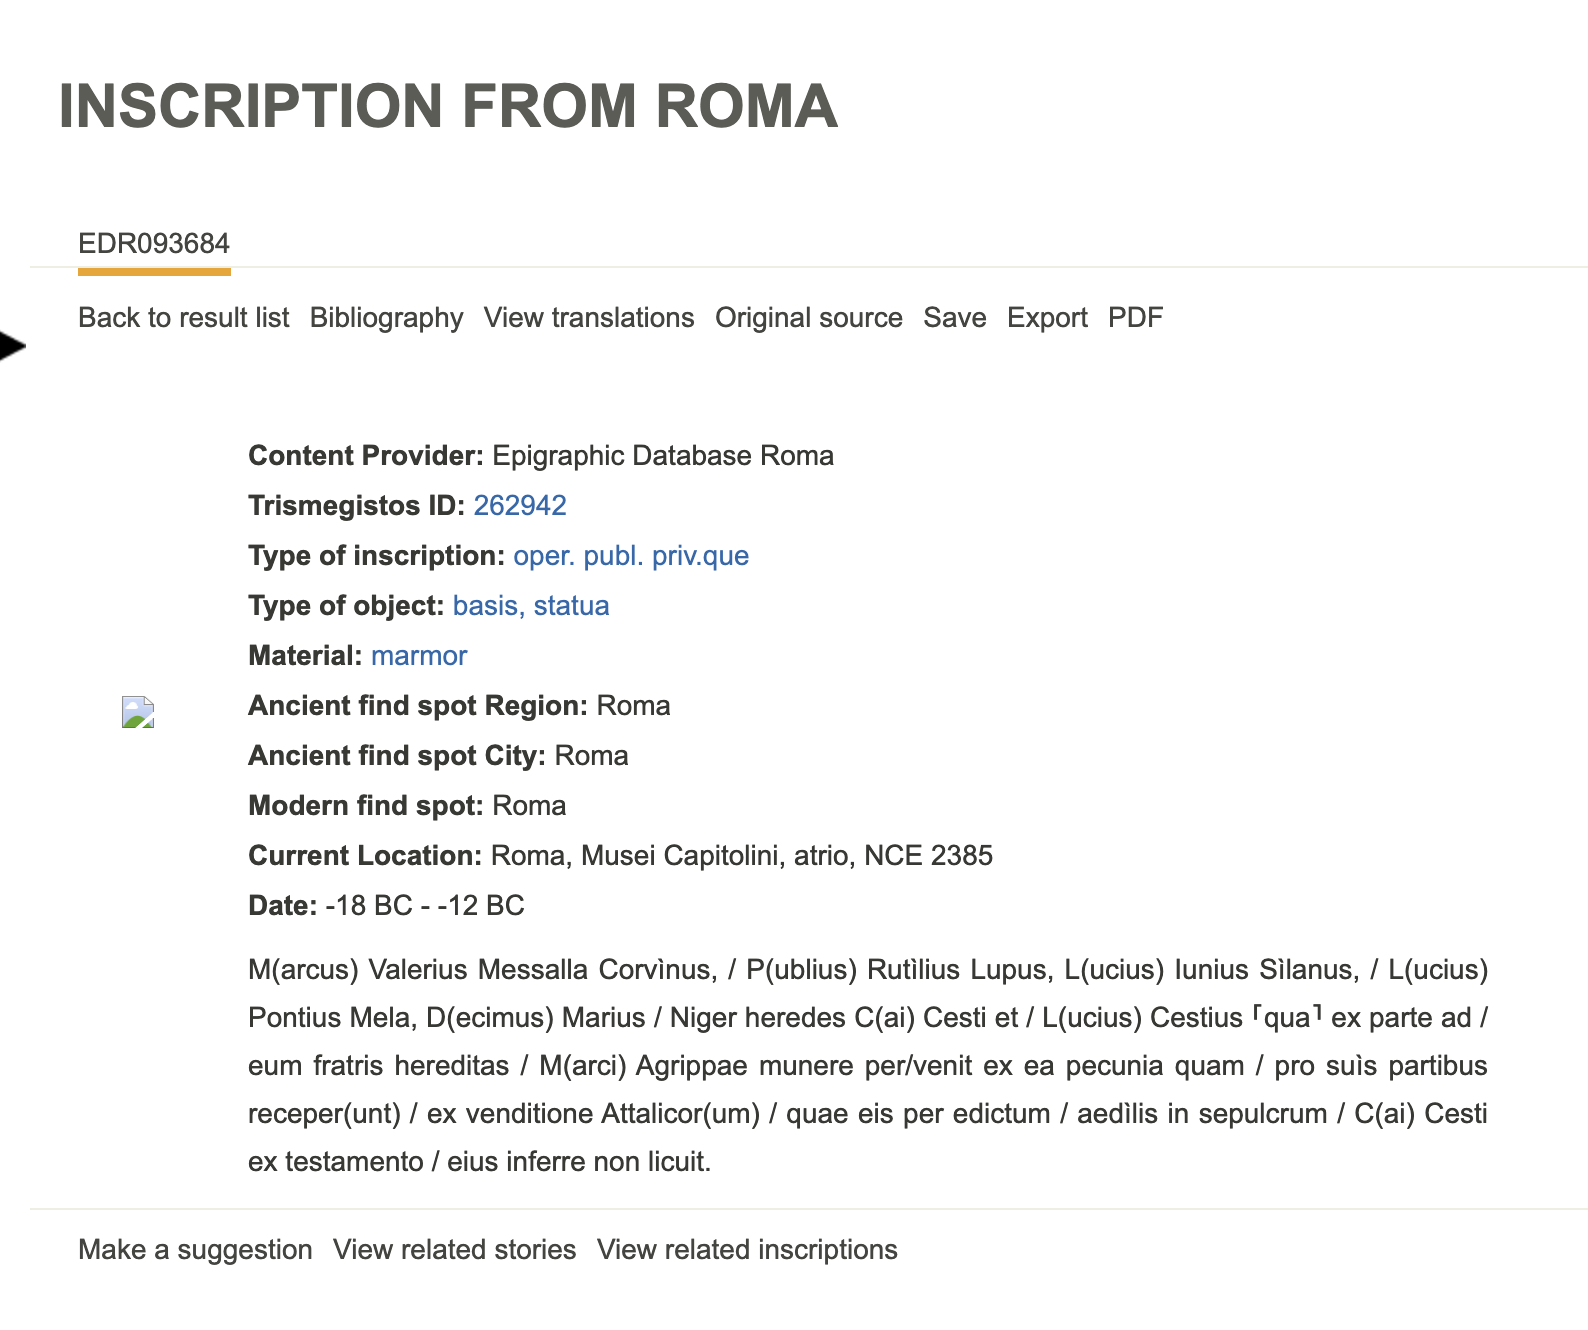 INSCRIPTION FROM ROMA
EDR093684
Back to result list Bibliography View translations Original source Save Export PDF
Content Provider: Epigraphic Database Roma
Trismegistos ID: 262942
Type of inscription: oper. publ. priv.que
Type of object: basis, statua
Material: marmor
Ancient find spot Region: Roma
Ancient find spot City: Roma
Modern find spot: Roma
Current Location: Roma, Musei Capitolini, atrio, NCE 2385
Date: -18 BC - -12 BC
M(arcus) Valerius Messalla Corvìnus, / P(ublius) Rutìlius Lupus, L(ucius) Iunius Sìlanus, / L(ucius)
Pontius Mela, D(ecimus) Marius / Niger heredes C(ai) Cesti et / L(ucius) Cestius ⸢qua⸣ ex parte ad /
eum fratris hereditas / M(arci) Agrippae munere per/venit ex ea pecunia quam / pro suìs partibus
receper(unt) / ex venditione Attalicor(um) / quae eis per edictum / aedìlis in sepulcrum / C(ai) Cesti
ex testamento / eius inferre non licuit.
Make a suggestion View related stories View related inscriptions